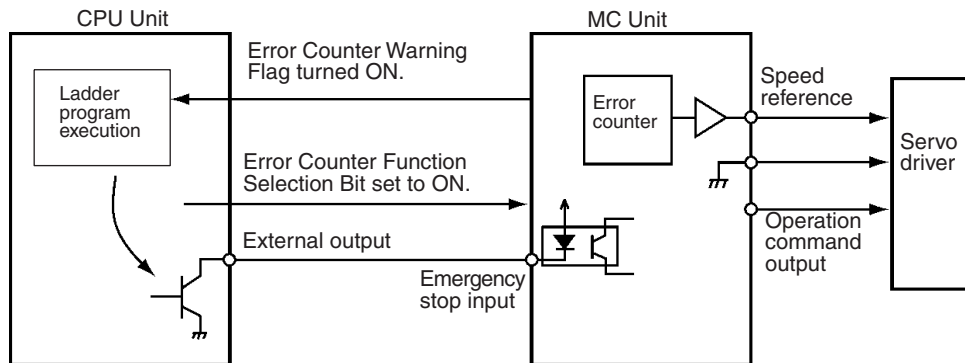 CPU Unit
MC Unit
Error Counter Warning
Flag turned ON.
Ladder
program
execution
Error
counter
Speed
reference
Servo
driver
Error Counter Function
Selection Bit set to ON.
External output
Emergency
stop input
Operation
command
output